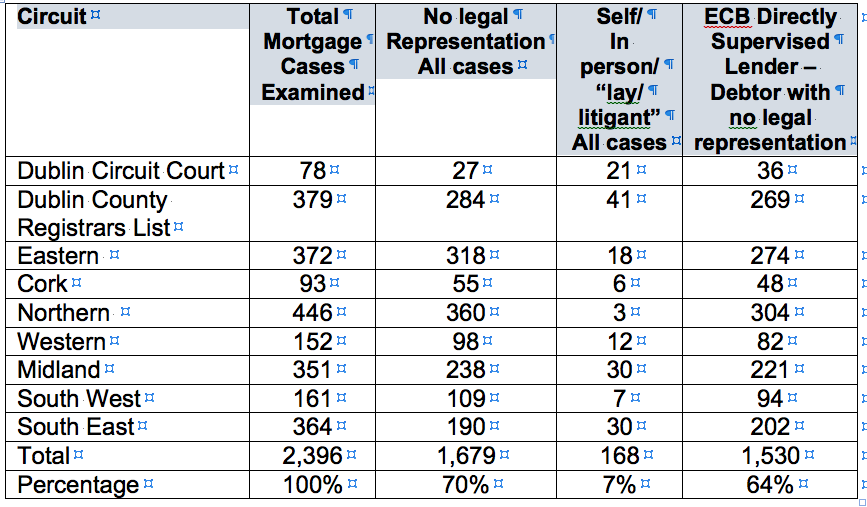 Circuit
Total
Mortgage
Cases
Examined
No legal
Representation
All cases
Self/
In
person/
“lay/
litigant”
All cases
ECB Directly
Supervised
Lender –
Debtor with
no legal
representation
Dublin Circuit Court 78 27 21 36
Dublin County 379 284 41 269
Registrars List
Eastern 372 318 18 274
Cork 93 55 6 48
Northern 446 360 3 304
Western 152 98 12 82
Midland 351 238 30 221
South West 161 109 7 94
South East 364 190 30 202
Total 2,396 1,679 168 1,530
Percentage 100% 70% 7% 64%